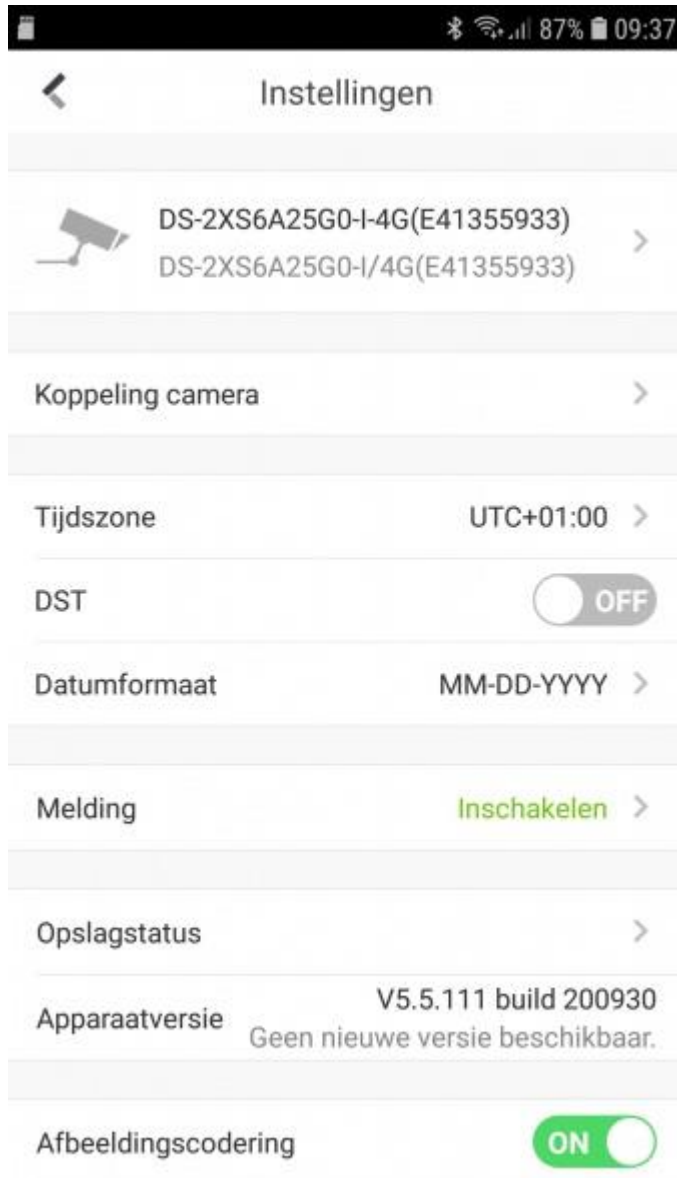 87% 09:37
Instellingen
DS-2XS6A25G0-I-4G(E41355933)
DS-2XS6A25G0-I/4G(E41355933)
Koppeling camera
Tijdszone UTC+01:00
DST OFF
Datumformaat MM-DD-YYYY
Melding Inschakelen
Opslagstatus
Apparaatversie V5.5.111 build 200930
Geen nieuwe versie beschikbaar.
Afbeeldingscodering ON